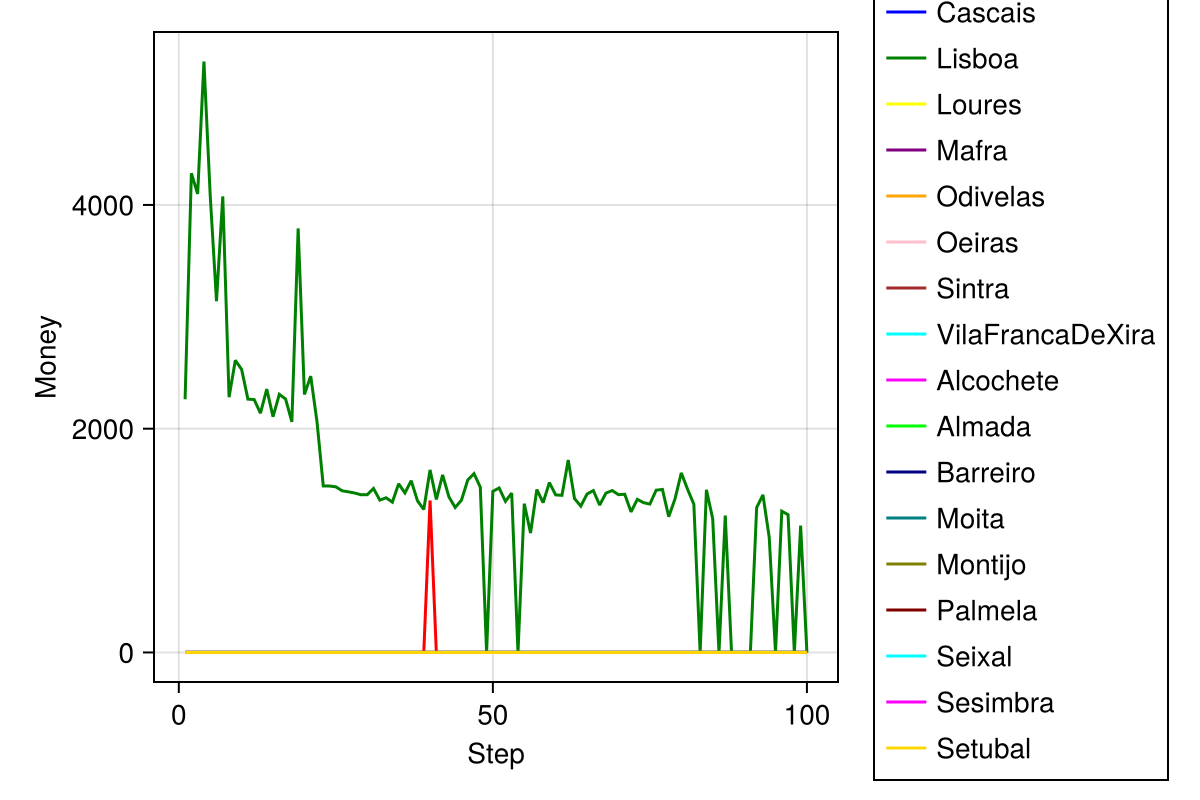 Cascais
Lisboa
Loures
Mafra
Odivelas
Oeiras
Sintra
VilaFrancaDeXira
Alcochete
Almada
Barreiro
Moita
Montijo
Palmela
Seixal
Sesimbra
Setubal
4000
2000
0
Money
0 50 100
Step